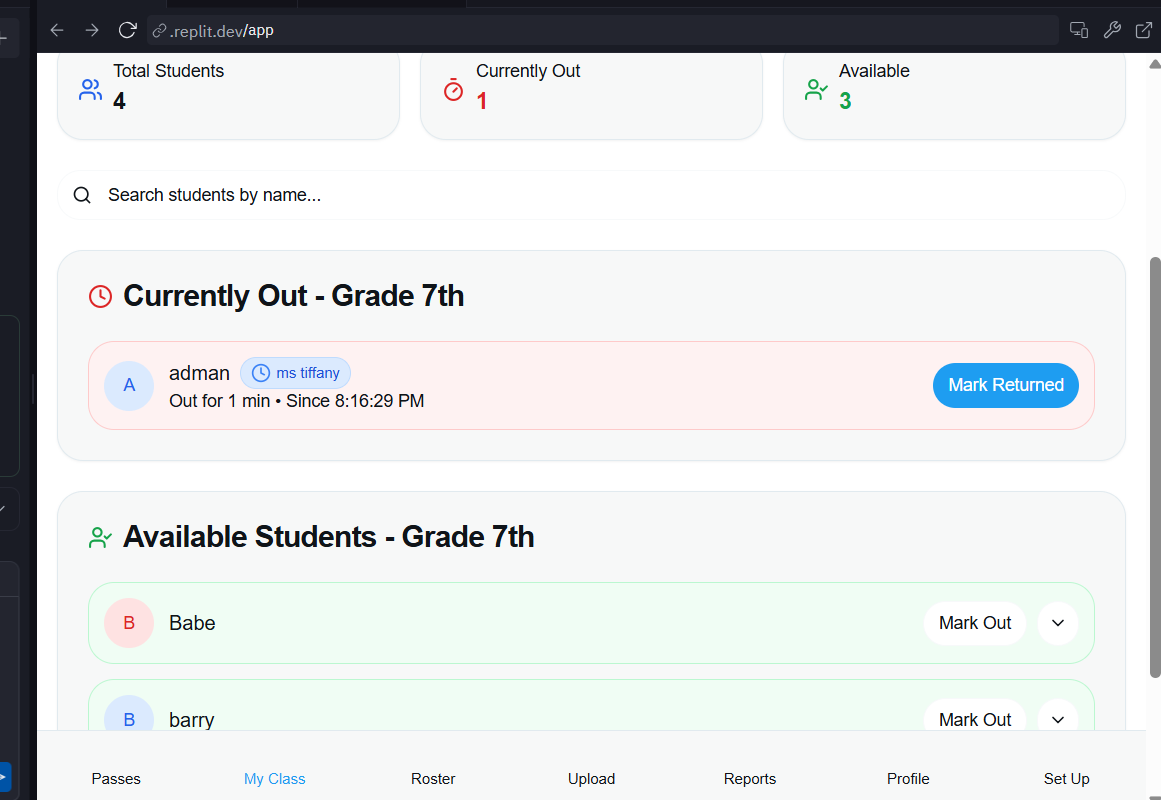 .replit.dev/app
Total Students
4
Currently Out
1
Available
3
Search students by name...
Currently Out - Grade 7th
A
adman
ms tiffany
Out for 1 min • Since 8:16:29 PM
Mark Returned
Available Students - Grade 7th
B
Babe
Mark Out
B
barry
Mark Out
Passes
My Class
Roster
Upload
Reports
Profile
Set Up